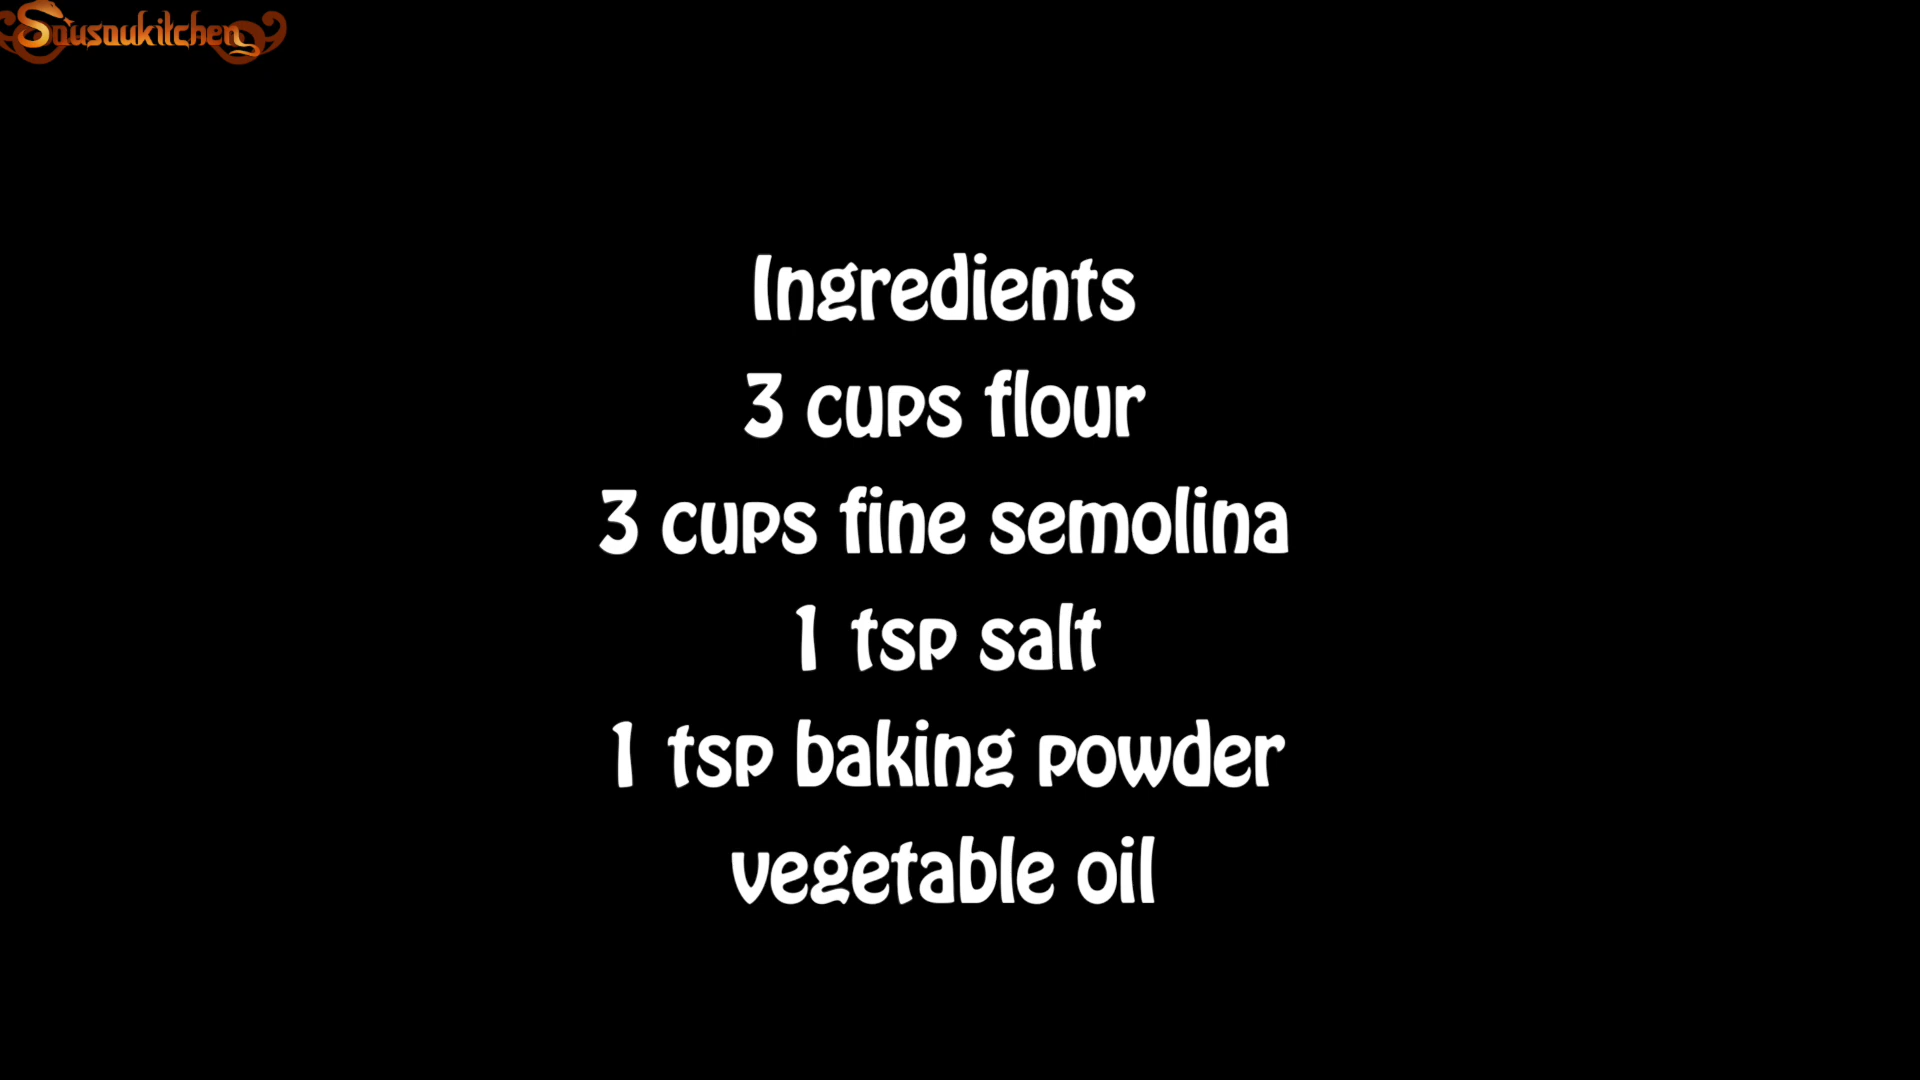 Sousoukitchen
Ingredients
3 cups flour
3 cups fine semolina
1 tsp salt
1 tsp baking powder
vegetable oil